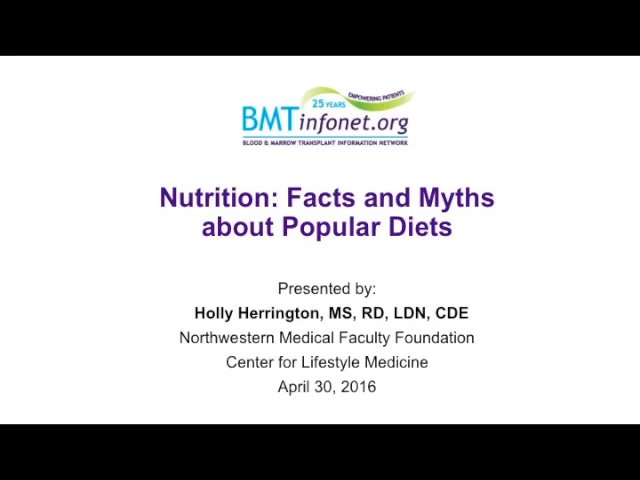 EMPOWERING PATIENTS
25 YEARS
BMTinfonet.org
BLOOD & MARROW TRANSPLANT INFORMATION NETWORK
Nutrition: Facts and Myths
about Popular Diets
Presented by:
Holly Herrington, MS, RD, LDN, CDE
Northwestern Medical Faculty Foundation
Center for Lifestyle Medicine
April 30, 2016